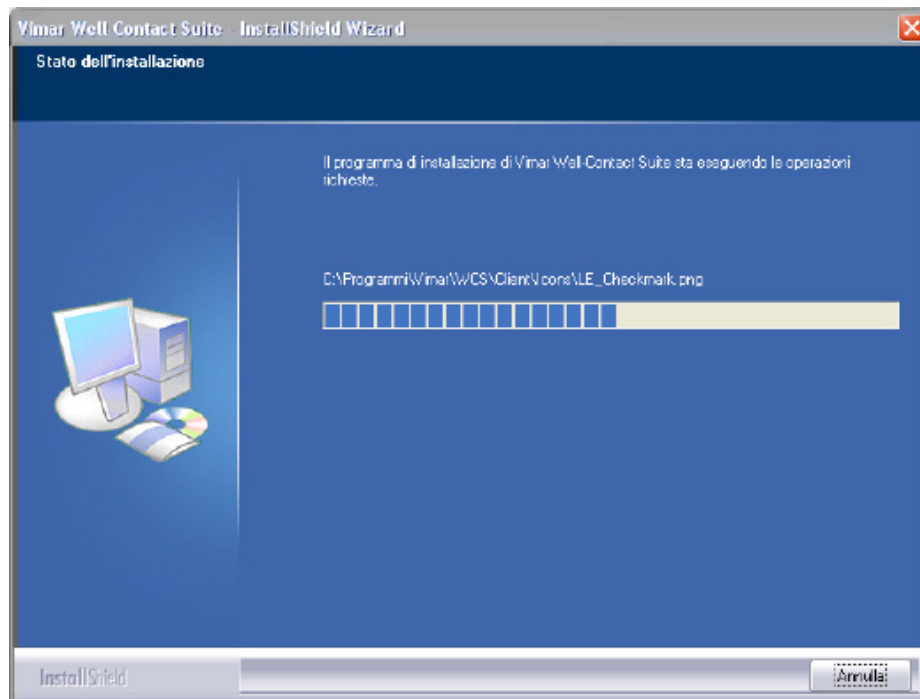 Vimar Well Contact Suite - InstallShield Wizard
Stato dell'installazione
Il programma di installazione di Vimar Well-Contact Suite sta eseguendo le operazioni
richieste.
C:\Programmi\Vimar\WCS\Client\Icons\LE_Checkmark.png
InstallShield
Annulla